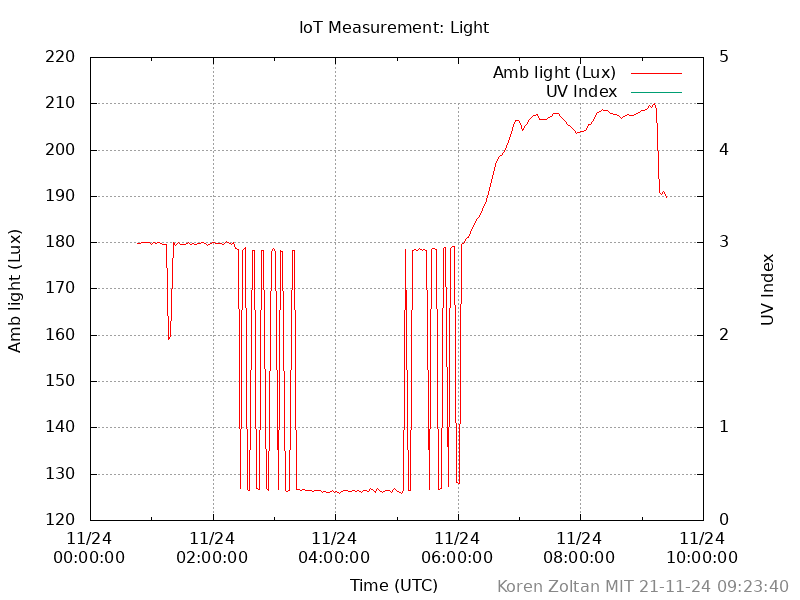 IoT Measurement: Light
Amb light (Lux)
UV Index
220
210
200
190
180
170
160
150
140
130
120
5
4
3
2
1
0
Amb light (Lux)
UV Index
11/24 11/24 11/24 11/24 11/24 11/24
00:00:00 02:00:00 04:00:00 06:00:00 08:00:00 10:00:00
Time (UTC)
Koren Zoltan MIT 21-11-24 09:23:40